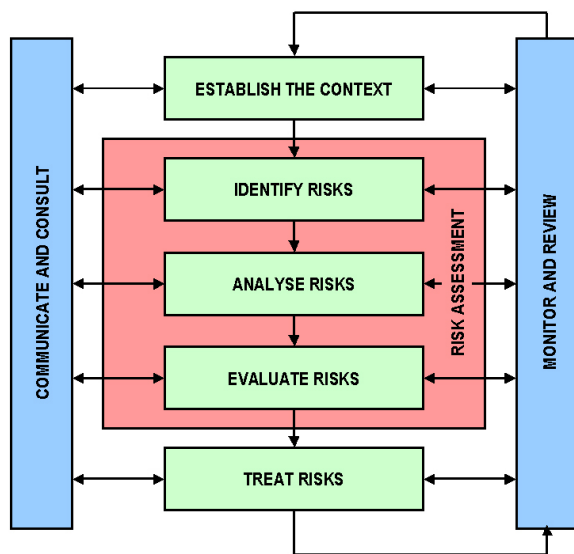 ESTABLISH THE CONTEXT
IDENTIFY RISKS
ANALYSE RISKS
EVALUATE RISKS
TREAT RISKS
COMMUNICATE AND CONSULT
RISK ASSESSMENT
MONITOR AND REVIEW